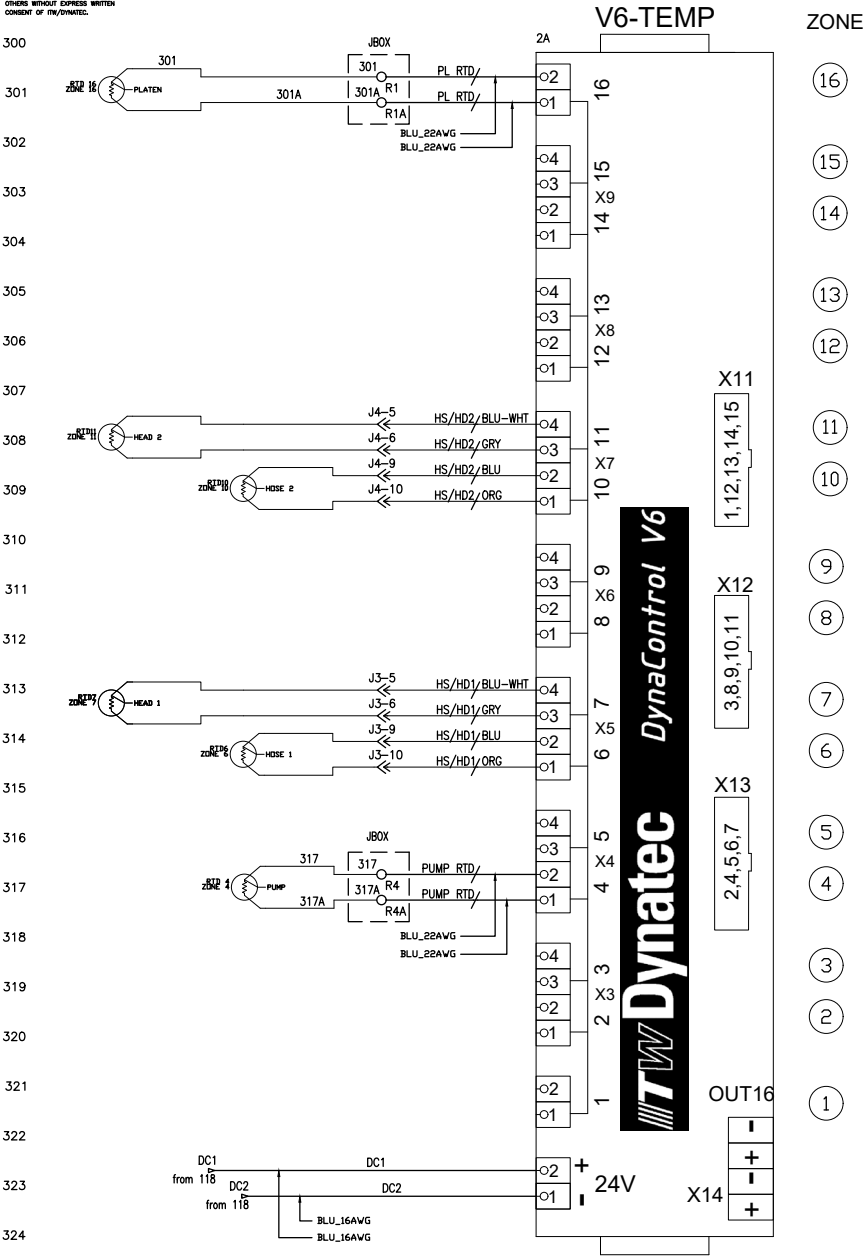 OTHERS WITHOUT EXPRESS WRITTEN
CONSENT OF ITW/DYNATEC.
V6-TEMP
ZONE
300
JBOX
2A
301
301
PL RTD
2
RTD 16
ZONE 16
PLATEN
R1
16
16
301
301A
301A
PL RTD
1
R1A
BLU_22AWG
302
BLU_22AWG
4
15
15
303
3
X9
2
14
14
304
1
305
4
13
13
3
X8
306
2
12
12
1
307
X11
J4-5
HS/HD2/BLU-WHT
4
11
11
RTD11
ZONE 11
HEAD 2
308
J4-6
HS/HD2/GRY
3
X7
1,12,13,14,15
J4-9
HS/HD2/BLU
2
10
10
RTD10
ZONE 10
HOSE 2
309
J4-10
HS/HD2/ORG
1
310
4
9
9
311
3
X6
X12
2
8
8
312
1
3,8,9,10,11
313
J3-5
HS/HD1/BLU-WHT
4
7
7
RTD7
ZONE 7
HEAD 1
J3-6
HS/HD1/GRY
3
X5
314
J3-9
HS/HD1/BLU
2
6
6
RTD6
ZONE 6
HOSE 1
J3-10
HS/HD1/ORG
1
315
X13
316
JBOX
4
5
5
3
X4
2,4,5,6,7
317
317
PUMP RTD
2
4
4
RTD 4
ZONE 4
PUMP
R4
317
317A
317A
PUMP RTD
1
R4A
318
BLU_22AWG
BLU_22AWG
4
3
3
319
3
X3
2
2
2
320
1
DynaControl V6
ITW Dynatec
321
2
1
1
OUT16
1
322
-
DC1
DC1
2
+
+
from 118
24V
-
323
DC2
DC2
1
-
X14
from 118
+
BLU_16AWG
324
BLU_16AWG